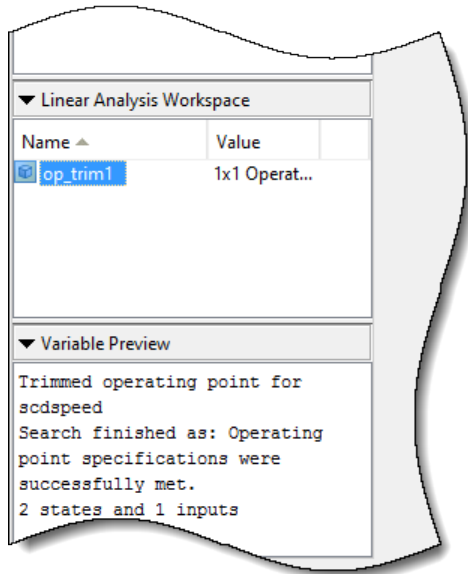 Linear Analysis Workspace
Name Value
op_trim1 1x1 Operat...
Variable Preview
Trimmed operating point for
scdspeed
Search finished as: Operating
point specifications were
successfully met.
2 states and 1 inputs